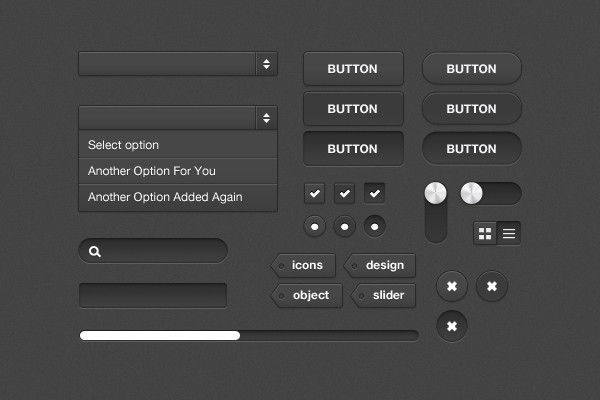 BUTTON BUTTON
BUTTON BUTTON
Select option
BUTTON BUTTON
Another Option For You
Another Option Added Again
icons design
object slider